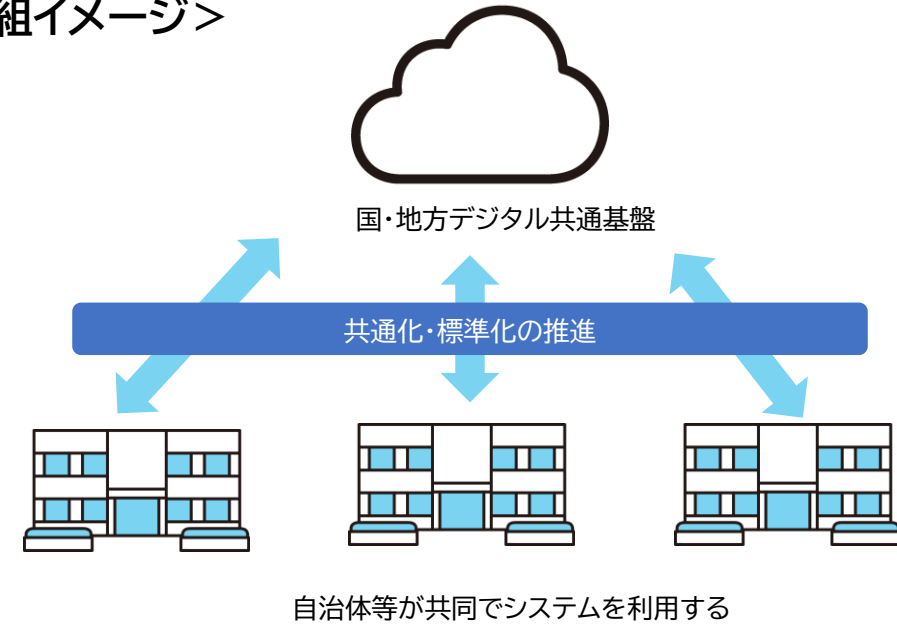 組イメージ＞
国・地方デジタル共通基盤
共通化・標準化の推進
自治体等が共同でシステムを利用する